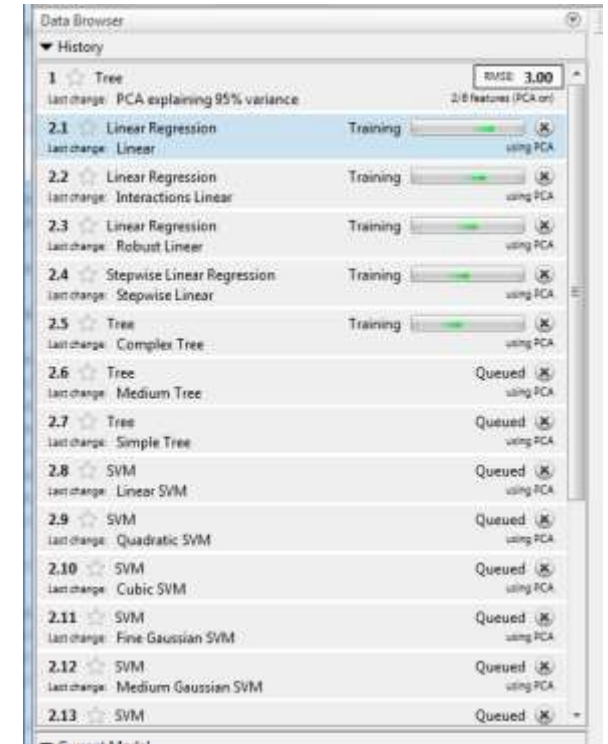 Data Browser
▼ History
1 ☆ Tree RMSE: 3.00
Last change: PCA explaining 95% variance 2/8 features (PCA on)
2.1 ☆ Linear Regression Training
Last change: Linear using PCA
2.2 ☆ Linear Regression Training
Last change: Interactions Linear using PCA
2.3 ☆ Linear Regression Training
Last change: Robust Linear using PCA
2.4 ☆ Stepwise Linear Regression Training
Last change: Stepwise Linear using PCA
2.5 ☆ Tree Training
Last change: Complex Tree using PCA
2.6 ☆ Tree Queued
Last change: Medium Tree using PCA
2.7 ☆ Tree Queued
Last change: Simple Tree using PCA
2.8 ☆ SVM Queued
Last change: Linear SVM using PCA
2.9 ☆ SVM Queued
Last change: Quadratic SVM using PCA
2.10 ☆ SVM Queued
Last change: Cubic SVM using PCA
2.11 ☆ SVM Queued
Last change: Fine Gaussian SVM using PCA
2.12 ☆ SVM Queued
Last change: Medium Gaussian SVM using PCA
2.13 ☆ SVM Queued
▼ Current Model